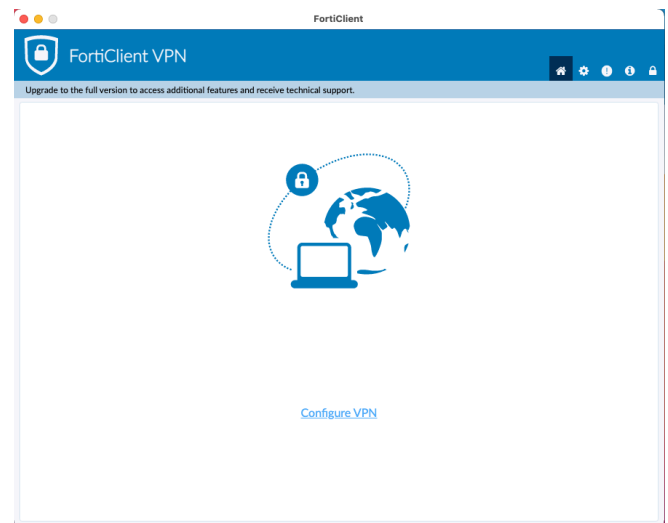 FortiClient
FortiClient VPN
Upgrade to the full version to access additional features and receive technical support.
Configure VPN